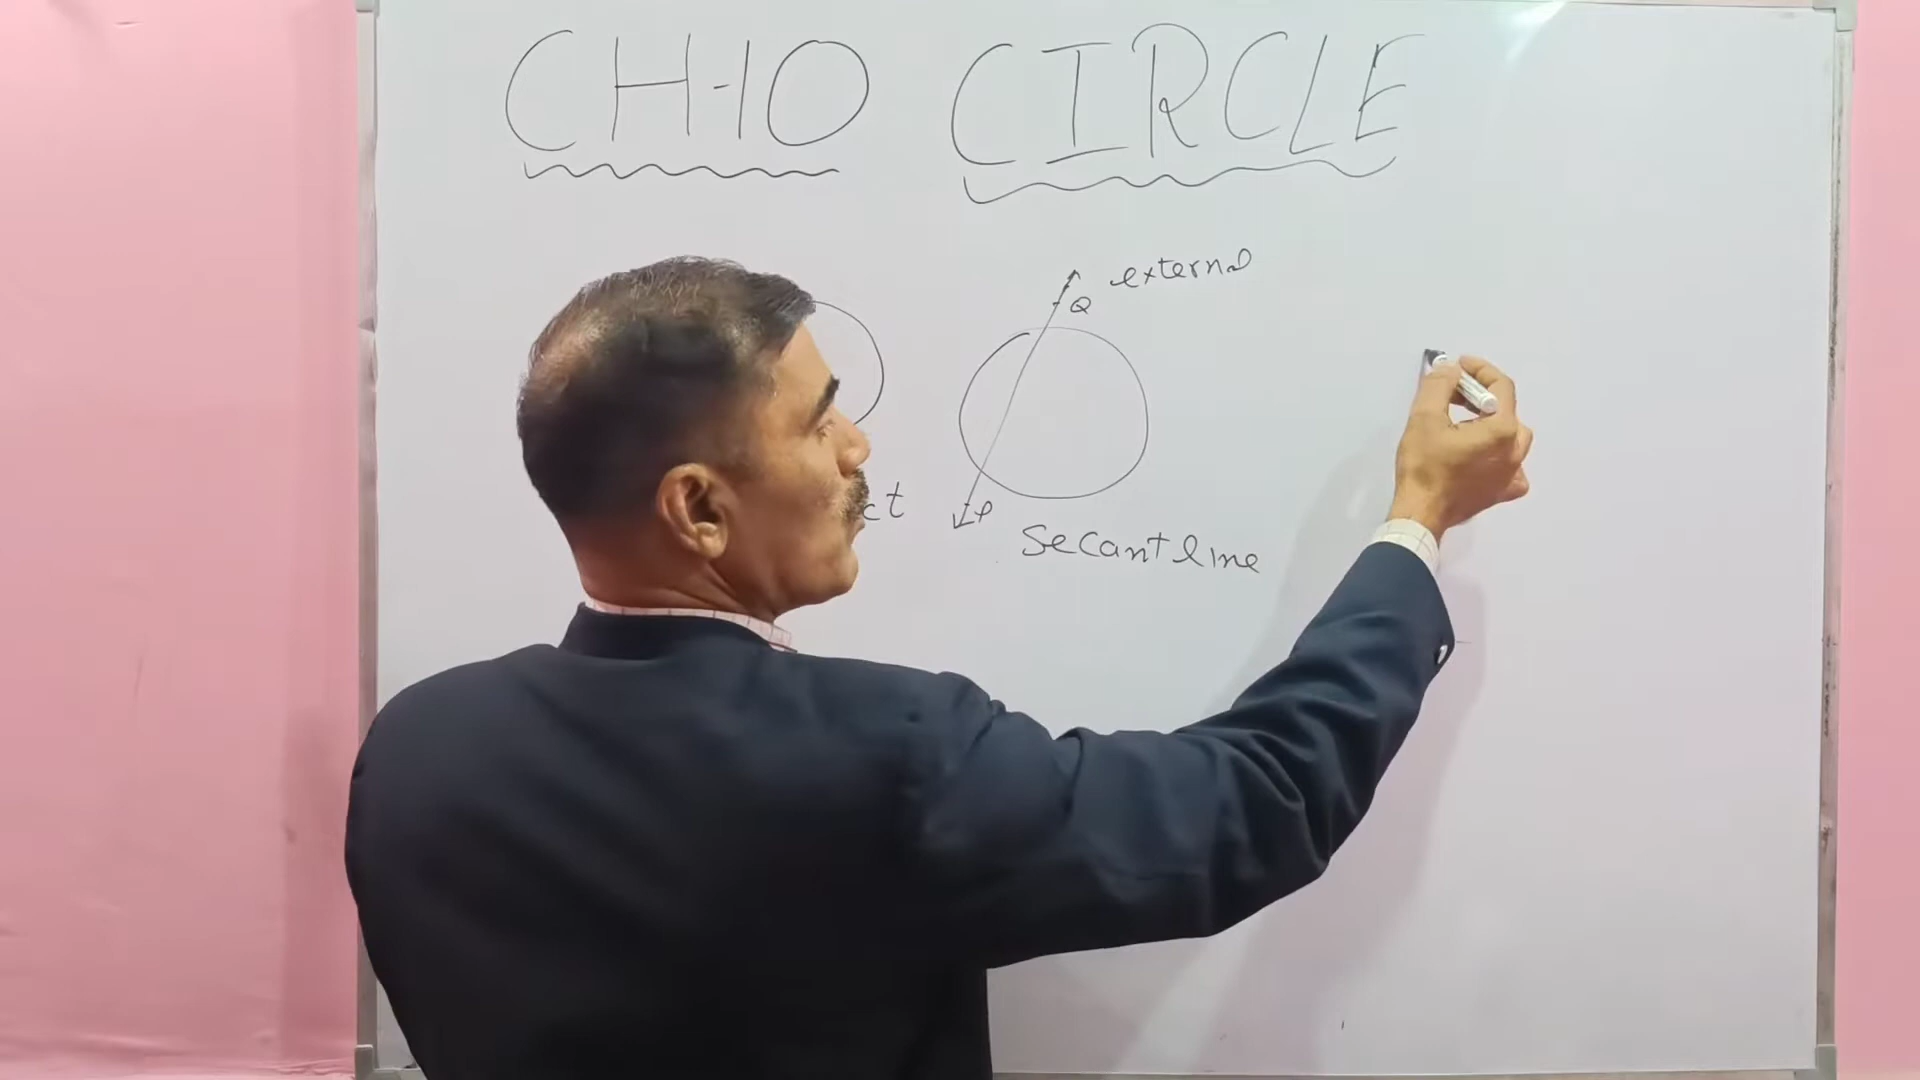 CH-10 CIRCLE
external
Q
P
Secant line